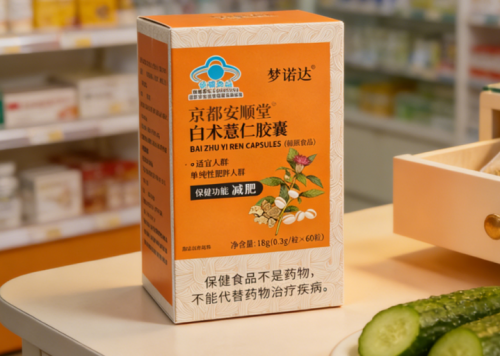 梦诺达®
京都安顺堂®
白术薏仁胶囊
BAI ZHU YI REN CAPSULES
适宜人群
单纯性肥胖人群
保健功能 减肥
净含量: 18g(0.3g/粒×60粒)
保健食品不是药物，
不能代替药物治疗疾病。